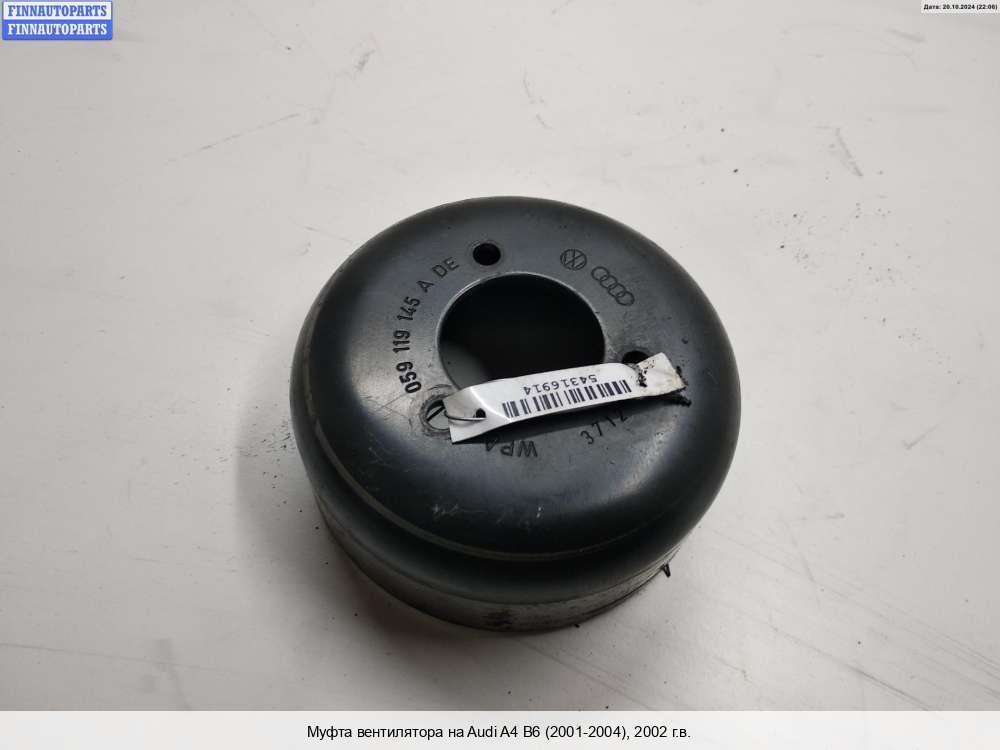 FINNAUTOPARTS
FINNAUTOPARTS
Дата: 20.10.2024 (22:06)
059 119 145 A DE
54316914
Муфта вентилятора на Audi A4 B6 (2001-2004), 2002 г.в.